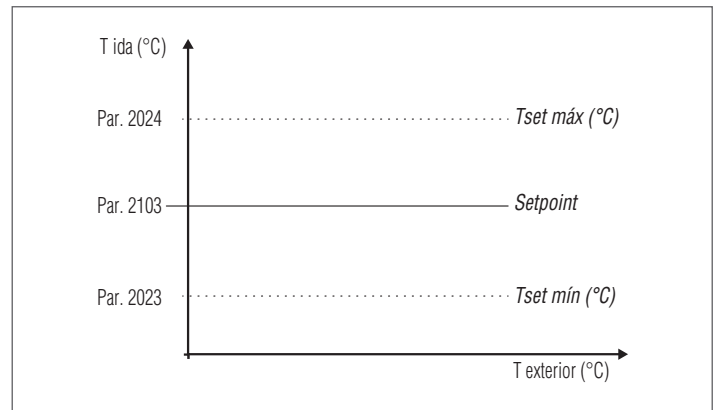 T ida (°C)
Par. 2024 Tset máx (°C)
Par. 2103 Setpoint
Par. 2023 Tset mín (°C)
T exterior (°C)